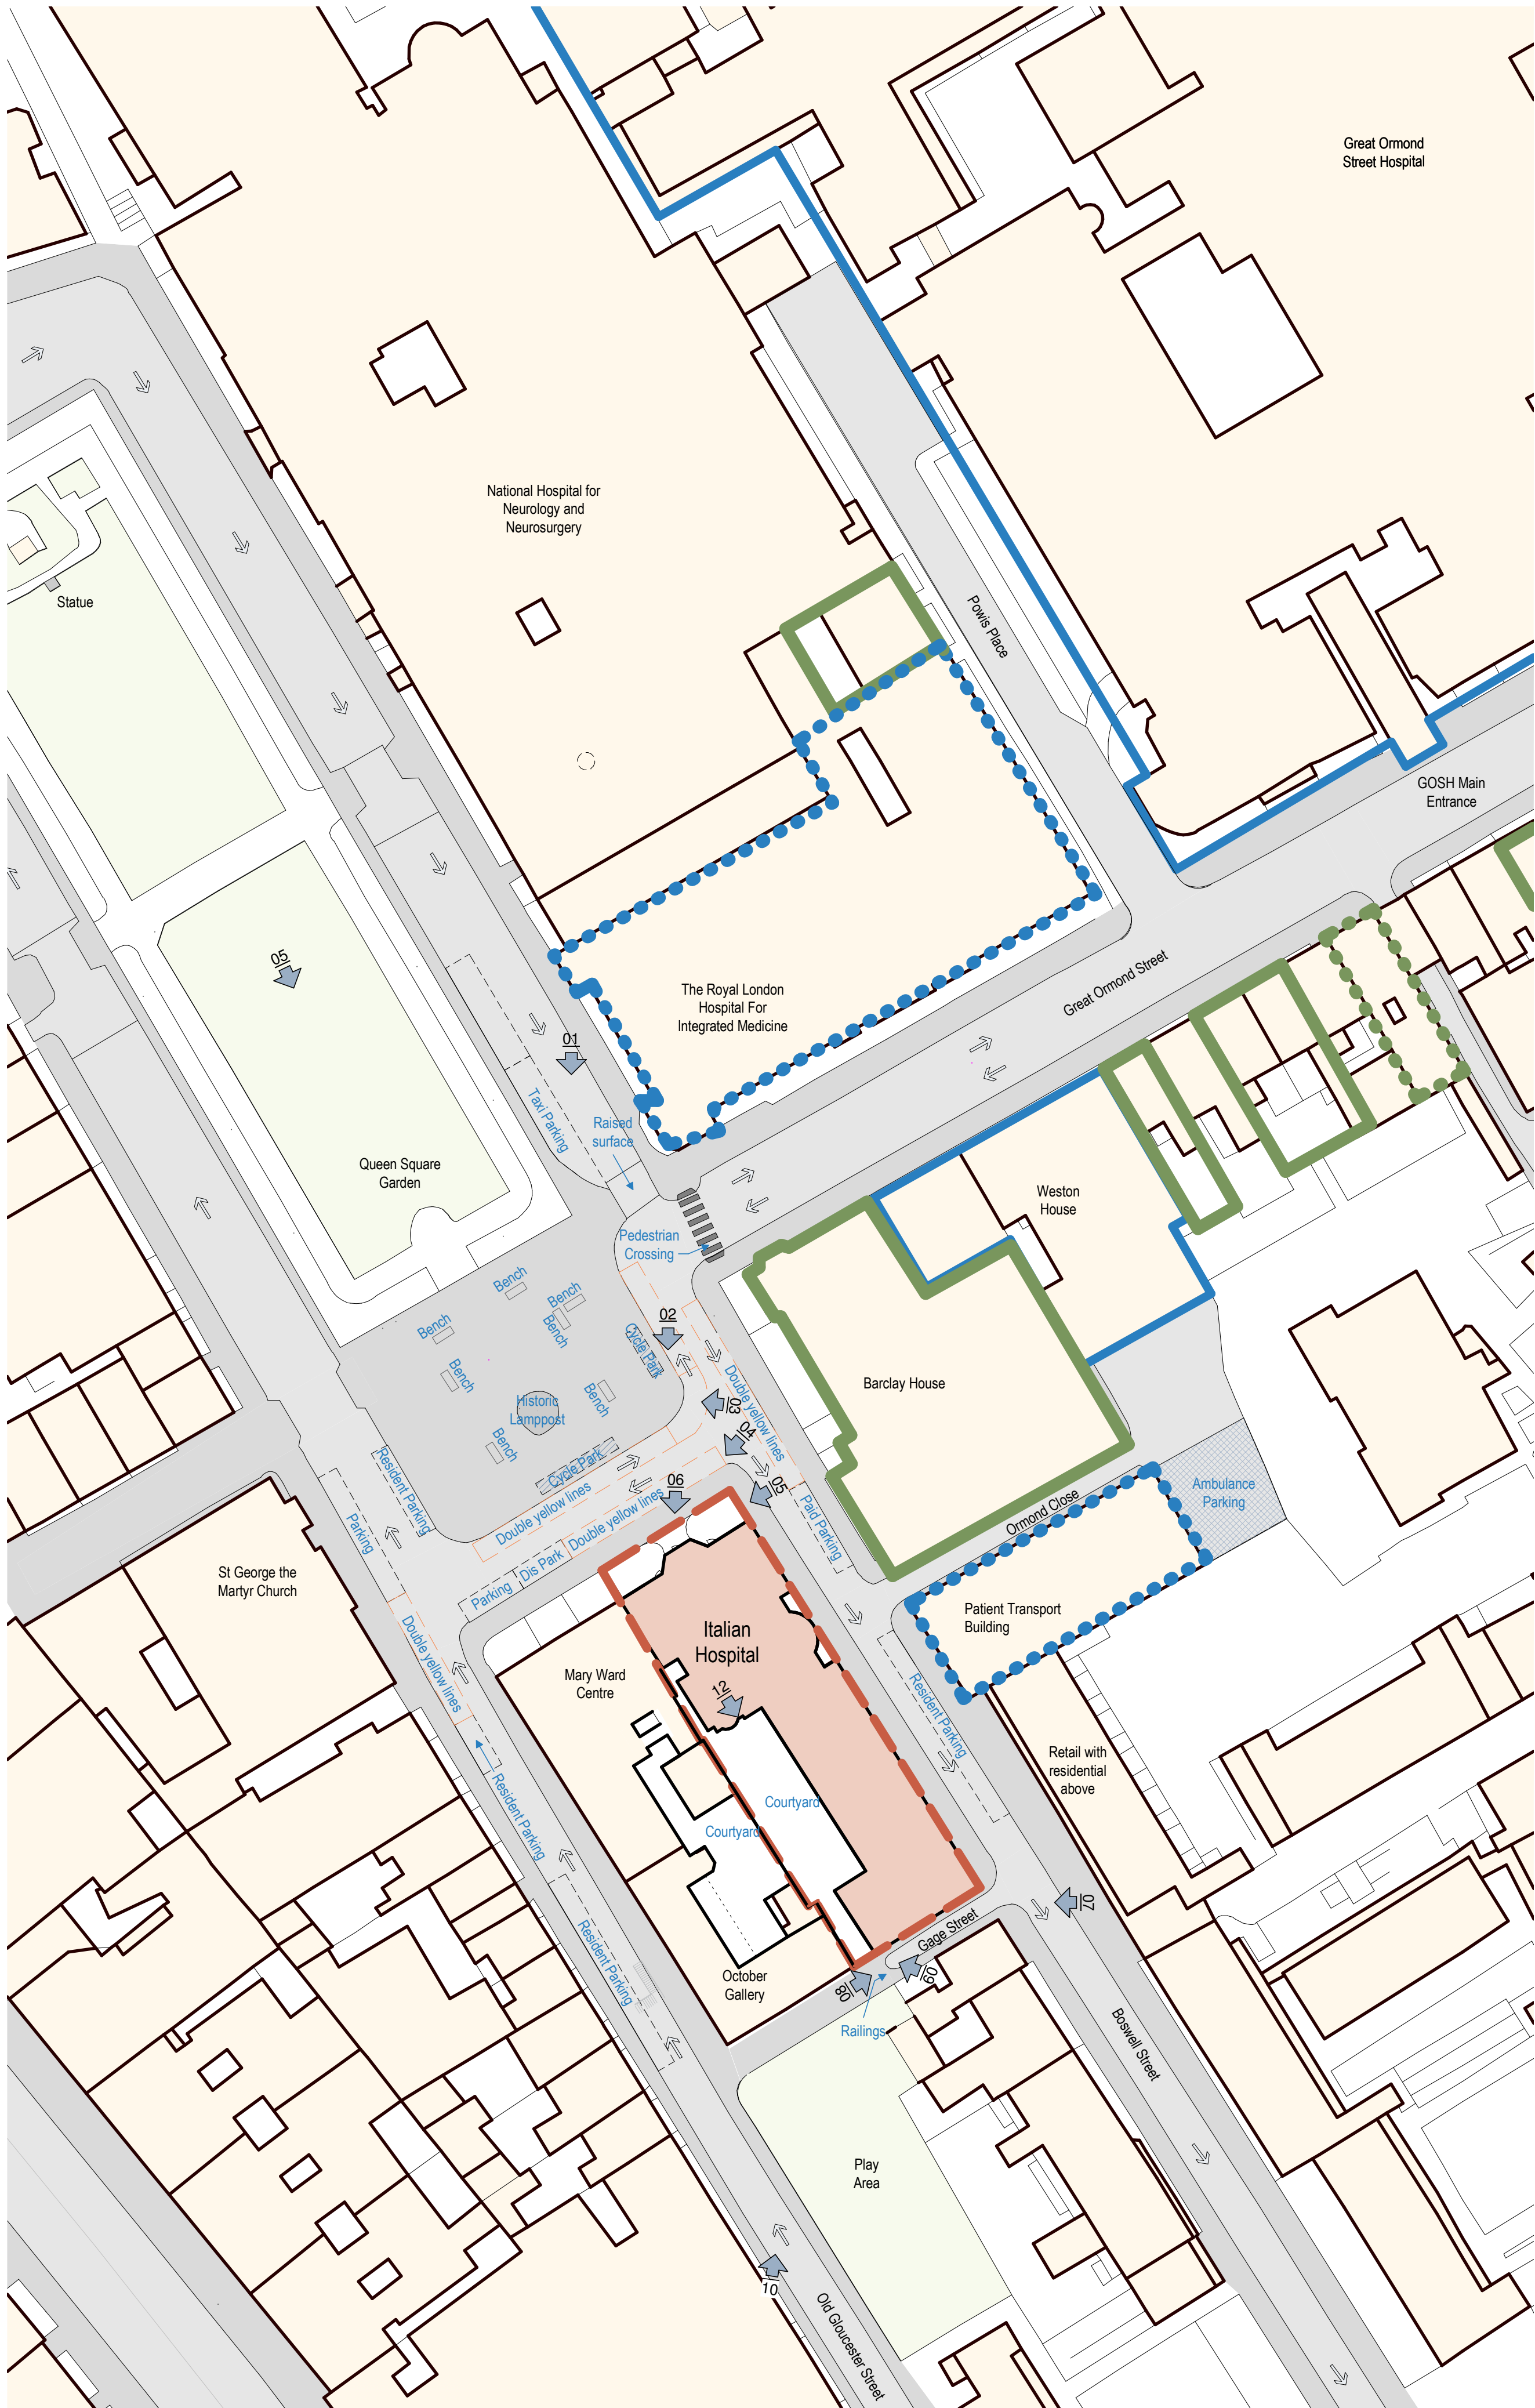 Great Ormond
Street Hospital
National Hospital for
Neurology and
Neurosurgery
Statue
Powis Place
GOSH Main
Entrance
05
The Royal London
Hospital For
Integrated Medicine
Great Ormond Street
01
Taxi Parking
Raised
surface
Queen Square
Garden
Weston
House
Pedestrian
Crossing
Bench
Bench
Bench
Bench
Bench
Bench
Bench
02
Cycle Park
Double yellow lines
Barclay House
Historic
Lamppost
03
04
05
06
Cycle Park
Double yellow lines
Double yellow lines
Resident Parking
Parking
Parking
Dis Park
Paid Parking
Ormond Close
Ambulance
Parking
St George the
Martyr Church
Double yellow lines
Italian
Hospital
Patient Transport
Building
Mary Ward
Centre
12
Resident Parking
Retail with
residential
above
Courtyard
Courtyard
Resident Parking
Resident Parking
07
Gage Street
October
Gallery
08
09
Railings
Boswell Street
Play
Area
10
Old Gloucester Street